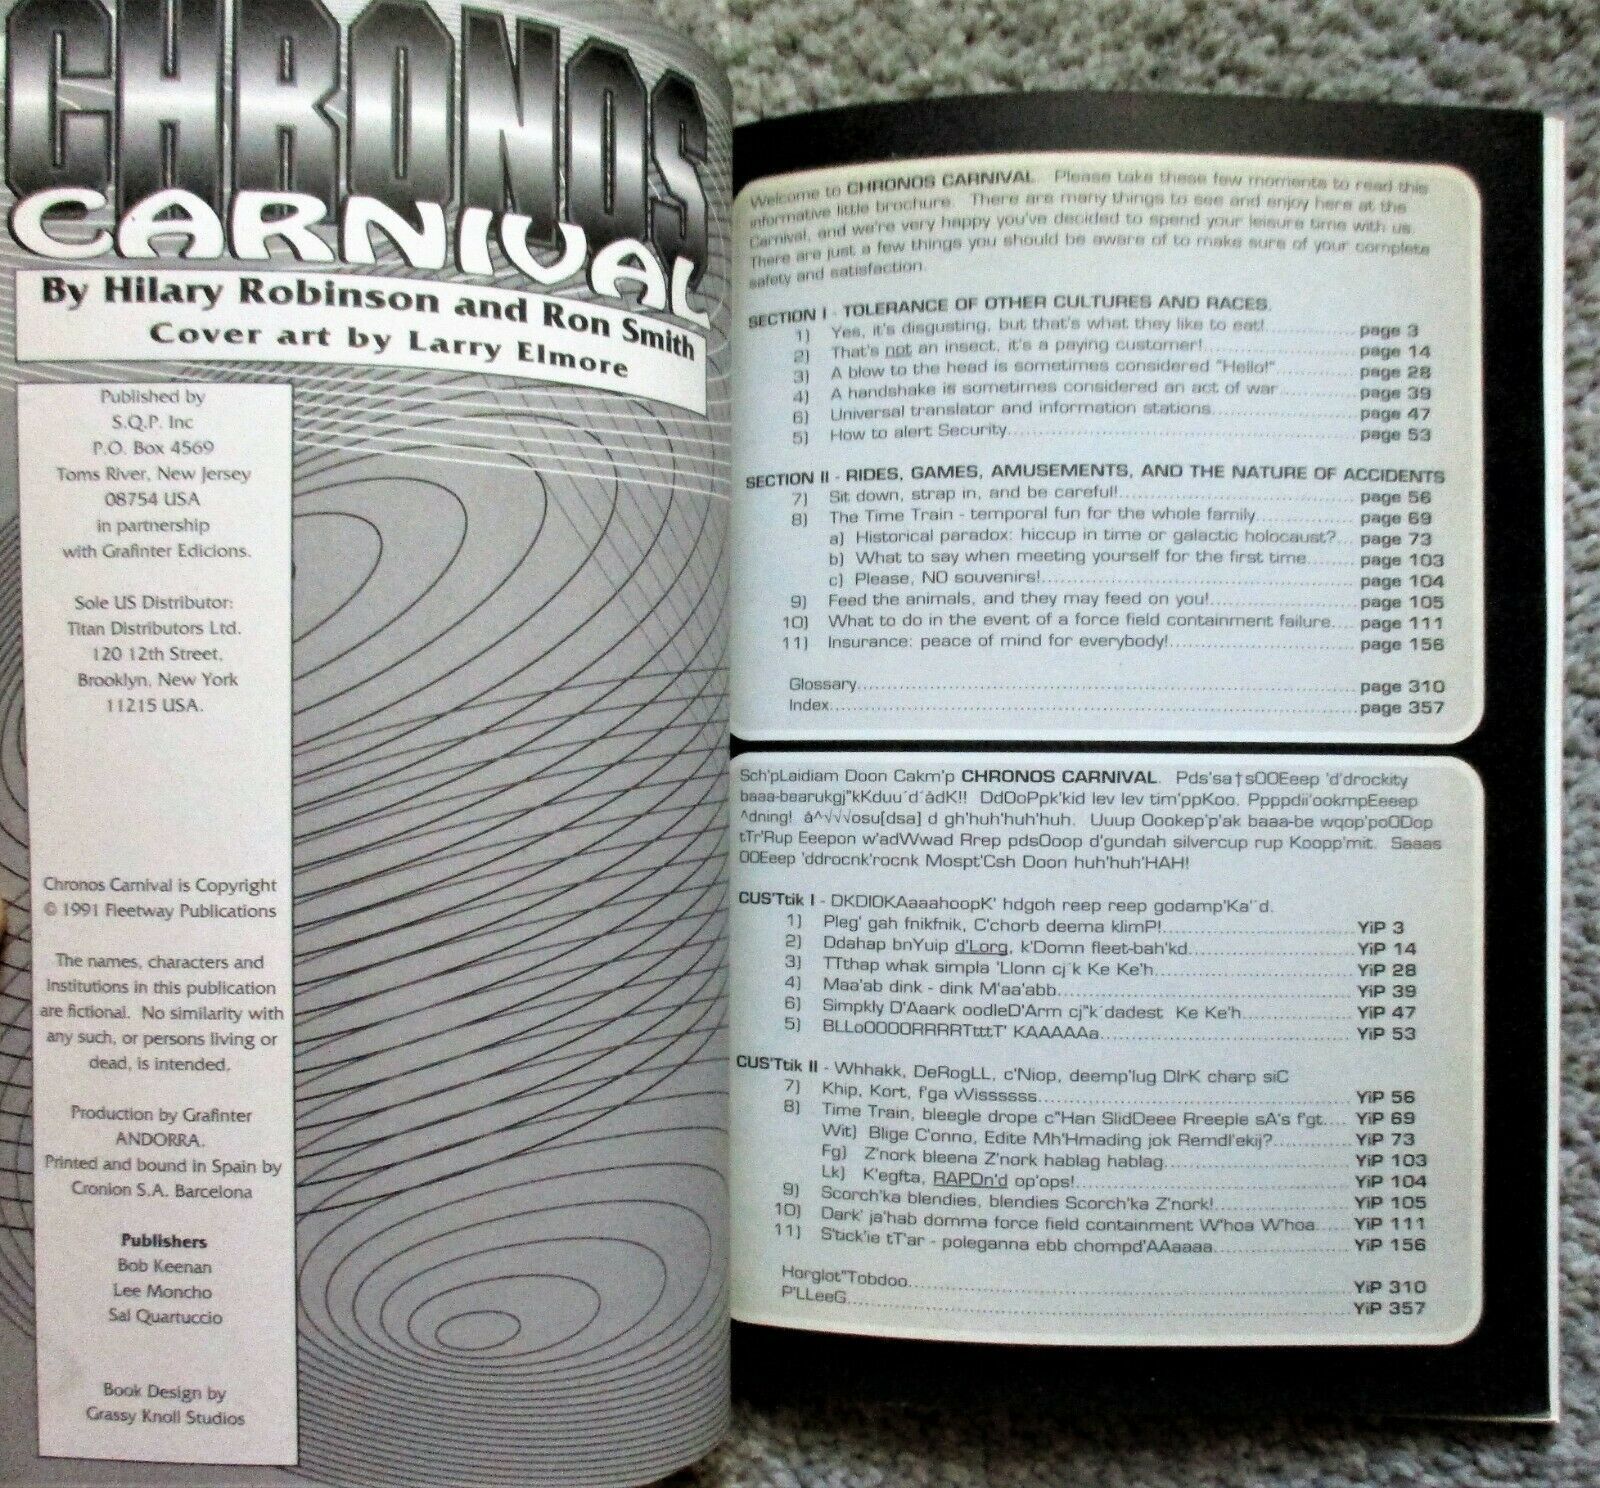 CHRONOS
CARNIVAL
By Hilary Robinson and Ron Smith
Cover art by Larry Elmore
Published by
S.Q.P. Inc
P.O. Box 4569
Toms River, New Jersey
08754 USA
in partnership
with Grafinter Edicions.
Sole US Distributor:
Titan Distributors Ltd.
120 12th Street,
Brooklyn, New York
11215 USA.
Chronos Carnival is Copyright
© 1991 Fleetway Publications
The names, characters and
Institutions in this publication
are fictional. No similarity with
any such, or persons living or
dead, is intended.
Production by Grafinter
ANDORRA.
Printed and bound in Spain by
Cronion S.A. Barcelona
Publishers
Bob Keenan
Lee Moncho
Sal Quartuccio
Book Design by
Grassy Knoll Studios
Welcome to CHRONOS CARNIVAL. Please take these few moments to read this
informative little brochure. There are many things to see and enjoy here at the
Carnival, and we're very happy you've decided to spend your leisure time with us.
There are just a few things you should be aware of to make sure of your complete
safety and satisfaction.
SECTION I - TOLERANCE OF OTHER CULTURES AND RACES.
1) Yes, it's disgusting, but that's what they like to eat!.............. page 3
2) That's not an insect, it's a paying customer!.............. page 14
3) A blow to the head is sometimes considered "Hello!".............. page 28
4) A handshake is sometimes considered an act of war.............. page 39
6) Universal translator and information stations.............. page 47
5) How to alert Security.............. page 53
SECTION II - RIDES, GAMES, AMUSEMENTS, AND THE NATURE OF ACCIDENTS
7) Sit down, strap in, and be careful!.............. page 56
8) The Time Train - temporal fun for the whole family.............. page 69
a) Historical paradox: hiccup in time or galactic holocaust?... page 73
b) What to say when meeting yourself for the first time........ page 103
c) Please, NO souvenirs!.............. page 104
9) Feed the animals, and they may feed on you!.............. page 105
10) What to do in the event of a force field containment failure.... page 111
11) Insurance: peace of mind for everybody!.............. page 156
Glossary.............. page 310
Index.............. page 357
Sch'pLaidiam Doon Cakm'p CHRONOS CARNIVAL. Pds'sa†sOOEeep 'd'drockity
baaa-bearukgj"kKduu´d´âdK!! DdOoPpk'kid lev lev tim'ppKoo. Ppppdii'ookmpEeeep
^dning! â^√√√osu[dsa] d gh'huh'huh'huh. Uuup Oookep'p'ak baaa-be wqop'poODop
tTr'Rup Eeepon w'adWwad Rrep pdsOoop d'gundah silvercup rup Koopp'mit. Saaas
OOEeep 'ddrocnk'rocnk Mospt'Csh Doon huh'huh'HAH!
CUS'Ttik I - DKDIOKAaaahoopK' hdgoh reep reep godamp'Ka'¨d.
1) Pleg' gah fnikfnik, C'chorb deema klimP!.............. YiP 3
2) Ddahap bnYuip d'Lorg, k'Domn fleet-bah'kd.............. YiP 14
3) TTthap whak simpla 'Llonn cj´k Ke Ke'h.............. YiP 28
4) Maa'ab dink - dink M'aa'abb.............. YiP 39
6) Simpkly D'Aaark oodleD'Arm cj"k´dadest Ke Ke'h.............. YiP 47
5) BLLoOOOORRRRTtttT' KAAAAAa.............. YiP 53
CUS'Ttik II - Whhakk, DeRogLL, c'Niop, deemp'lug DIrK charp siC
7) Khip, Kort, f'ga vVissssss.............. YiP 56
8) Time Train, bleegle drope c"Han SlidDeee Rreepie sA's f'gt.... YiP 69
Wit) Blige C'onno, Edite Mh'Hmading jok Remdl'ekij?.............. YiP 73
Fg) Z'nork bleena Z'nork hablag hablag.............. YiP 103
Lk) K'egfta, RAPOn'd op'ops!.............. YiP 104
9) Scorch'ka blendies, blendies Scorch'ka Z'nork!.............. YiP 105
10) Dark' ja'hab domma force field containment W'hoa W'hoa...... YiP 111
11) S'tick'ie tT'ar - poleganna ebb chompd'AAaaaa.............. YiP 156
Horglot"Tobdoo.............. YiP 310
P'LLeeG.............. YiP 357